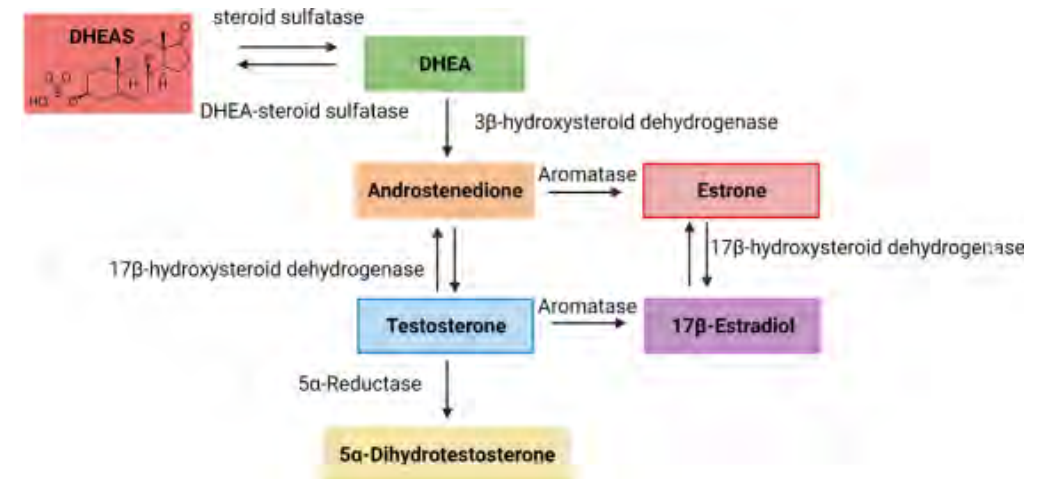 steroid sulfatase
DHEAS
DHEA
O O
S
HO O
O
H H
DHEA-steroid sulfatase
3β-hydroxysteroid dehydrogenase
Androstenedione
Aromatase
Estrone
17β-hydroxysteroid dehydrogenase
17β-hydroxysteroid dehydrogenase
Testosterone
Aromatase
17β-Estradiol
5α-Reductase
5α-Dihydrotestosterone